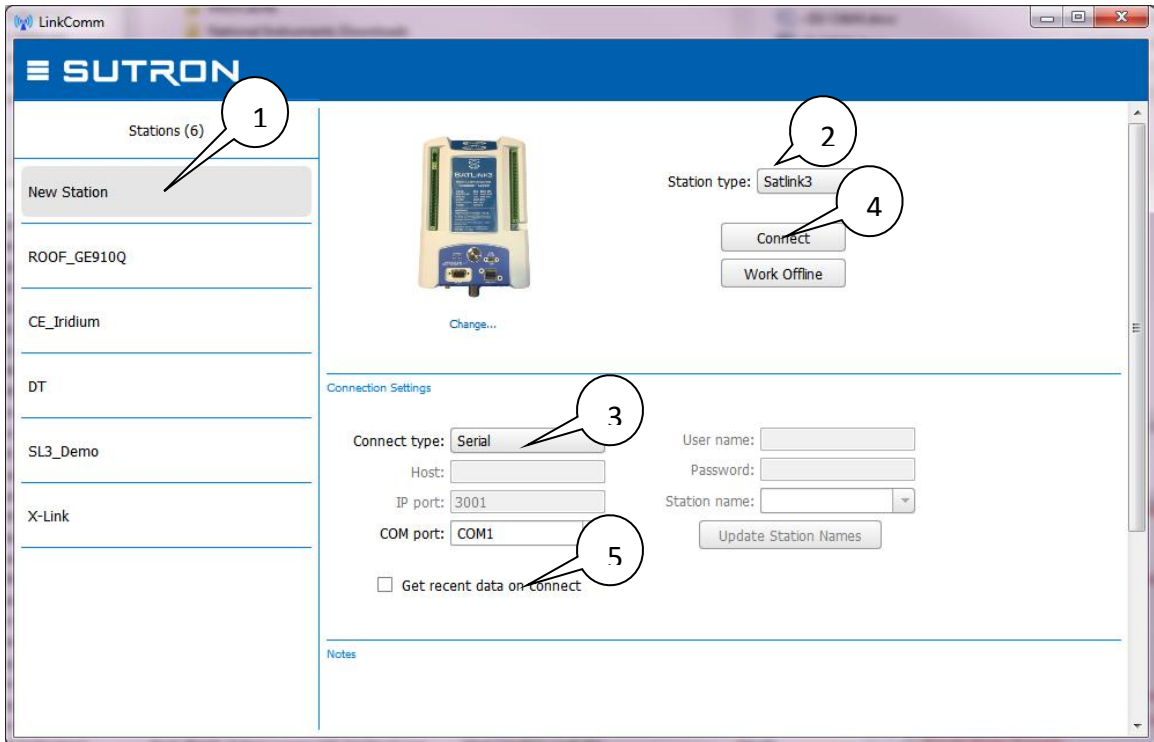 LinkComm
SUTRON
Stations (6)
1
New Station
ROOF_GE910Q
CE_Iridium
DT
SL3_Demo
X-Link
SATLINK3
Change...
2
Station type: Satlink3
4
Connect
Work Offline
Connection Settings
3
Connect type: Serial
Host:
IP port: 3001
COM port: COM1
5
Get recent data on connect
User name:
Password:
Station name:
Update Station Names
Notes